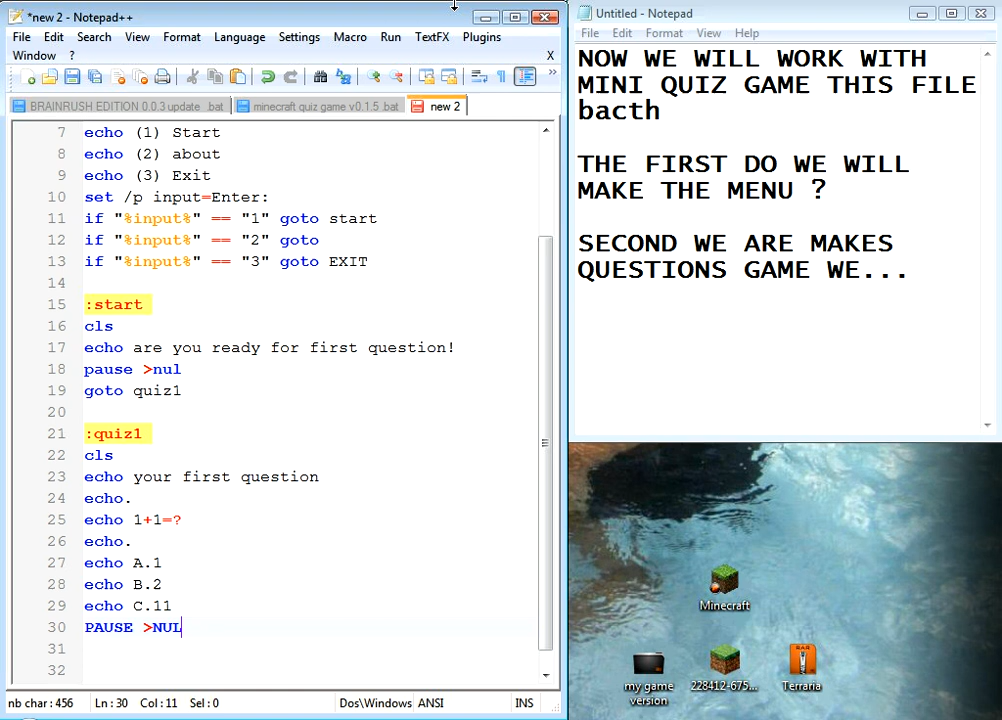 *new 2 - Notepad++
File Edit Search View Format Language Settings Macro Run TextFX Plugins
Window ? X
BRAINRUSH EDITION 0.0.3 update .bat
minecraft quiz game v0.1.5 .bat
new 2
7 echo (1) Start
8 echo (2) about
9 echo (3) Exit
10 set /p input=Enter:
11 if "%input%" == "1" goto start
12 if "%input%" == "2" goto
13 if "%input%" == "3" goto EXIT
14
15 :start
16 cls
17 echo are you ready for first question!
18 pause >nul
19 goto quiz1
20
21 :quiz1
22 cls
23 echo your first question
24 echo.
25 echo 1+1=?
26 echo.
27 echo A.1
28 echo B.2
29 echo C.11
30 PAUSE >NUL
31
32
nb char : 456 Ln : 30 Col : 11 Sel : 0 Dos\Windows ANSI INS
Untitled - Notepad
File Edit Format View Help
NOW WE WILL WORK WITH
MINI QUIZ GAME THIS FILE
bacth
THE FIRST DO WE WILL
MAKE THE MENU ?
SECOND WE ARE MAKES
QUESTIONS GAME WE...
Minecraft
my game
version
228412-675...
Terraria